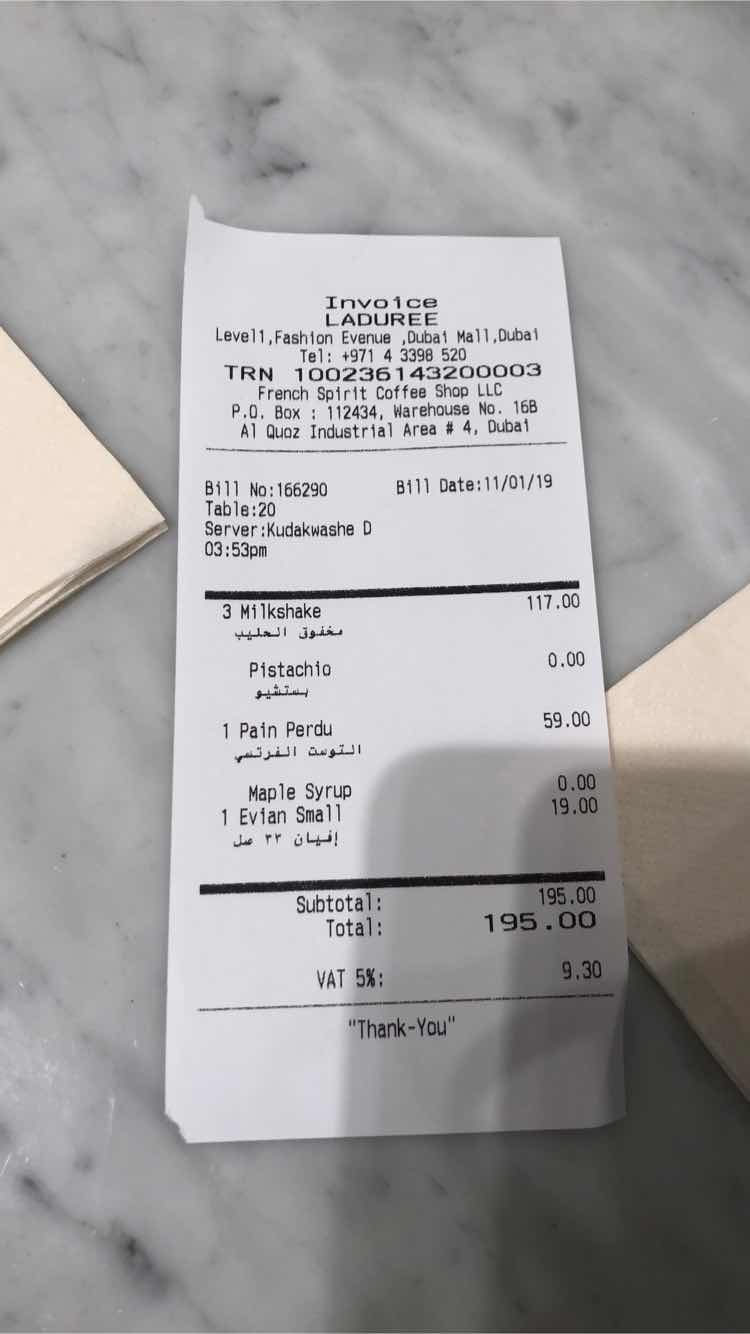 Invoice
LADUREE
Level1,Fashion Evenue ,Dubai Mall,Dubai
Tel: +971 4 3398 520
TRN 100236143200003
French Spirit Coffee Shop LLC
P.O. Box : 112434, Warehouse No. 16B
Al Quoz Industrial Area # 4, Dubai
Bill No:166290 Bill Date:11/01/19
Table:20
Server:Kudakwashe D
03:53pm
3 Milkshake 117.00
مخفوق الحليب
Pistachio 0.00
بستشيو
1 Pain Perdu 59.00
التوست الفرتسي
Maple Syrup 0.00
1 Evian Small 19.00
إفيان ٣٣ صل
Subtotal: 195.00
Total: 195.00
VAT 5%: 9.30
"Thank-You"